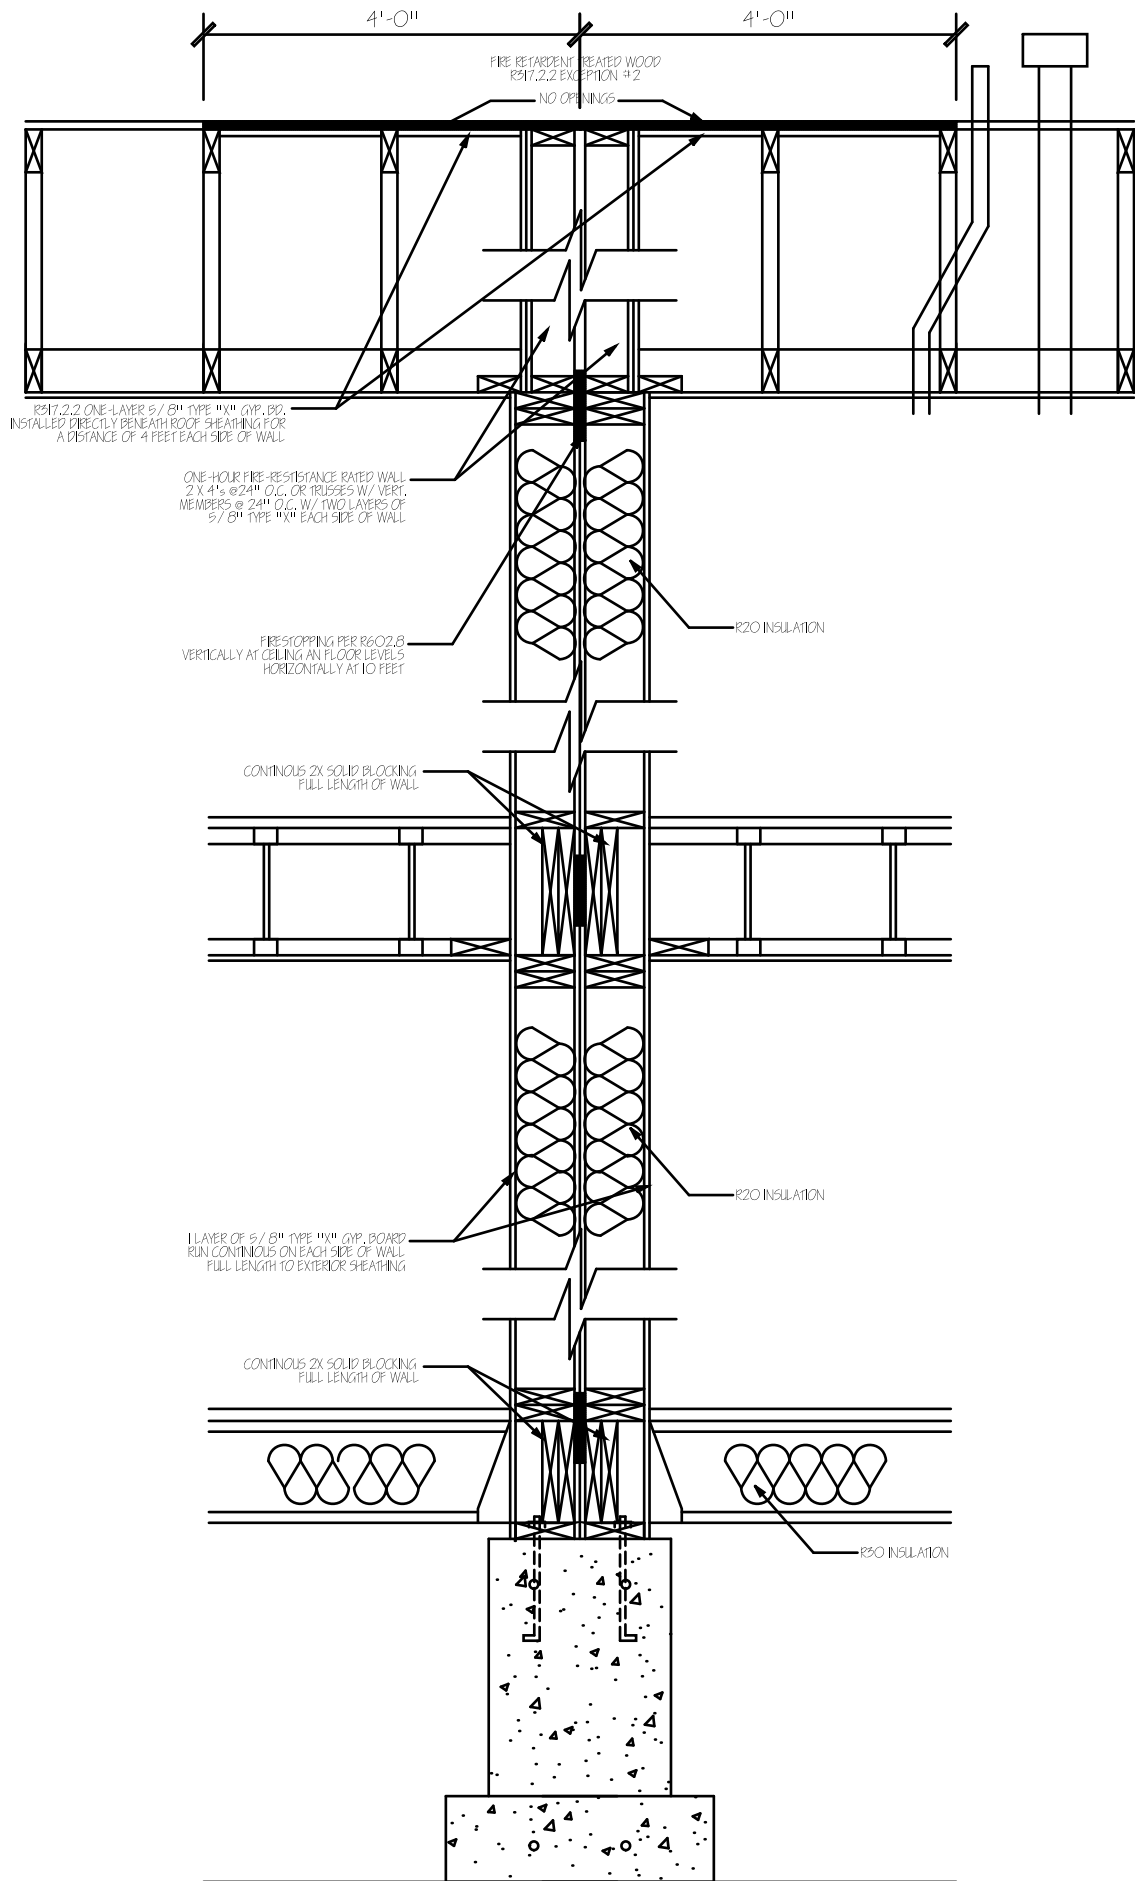 4'-0" 4'-0"
FIRE RETARDENT TREATED WOOD
R317.2.2 EXCEPTION #2
NO OPENINGS
R317.2.2 ONE-LAYER 5/8" TYPE "X" GYP. BD.
INSTALLED DIRECTLY BENEATH ROOF SHEATHING FOR
A DISTANCE OF 4 FEET EACH SIDE OF WALL
ONE-HOUR FIRE-RESTISTANCE RATED WALL
2 X 4's @24" O.C. OR TRUSSES W/ VERT.
MEMBERS @ 24" O.C. W/ TWO LAYERS OF
5/8" TYPE "X" EACH SIDE OF WALL
R20 INSULATION
FIRESTOPPING PER R602.8
VERTICALLY AT CEILING AN FLOOR LEVELS
HORIZONTALLY AT 10 FEET
CONTINOUS 2X SOLID BLOCKING
FULL LENGTH OF WALL
R20 INSULATION
1 LAYER OF 5/8" TYPE "X" GYP. BOARD
RUN CONTINIOUS ON EACH SIDE OF WALL
FULL LENGTH TO EXTERIOR SHEATHING
CONTINOUS 2X SOLID BLOCKING
FULL LENGTH OF WALL
R30 INSULATION